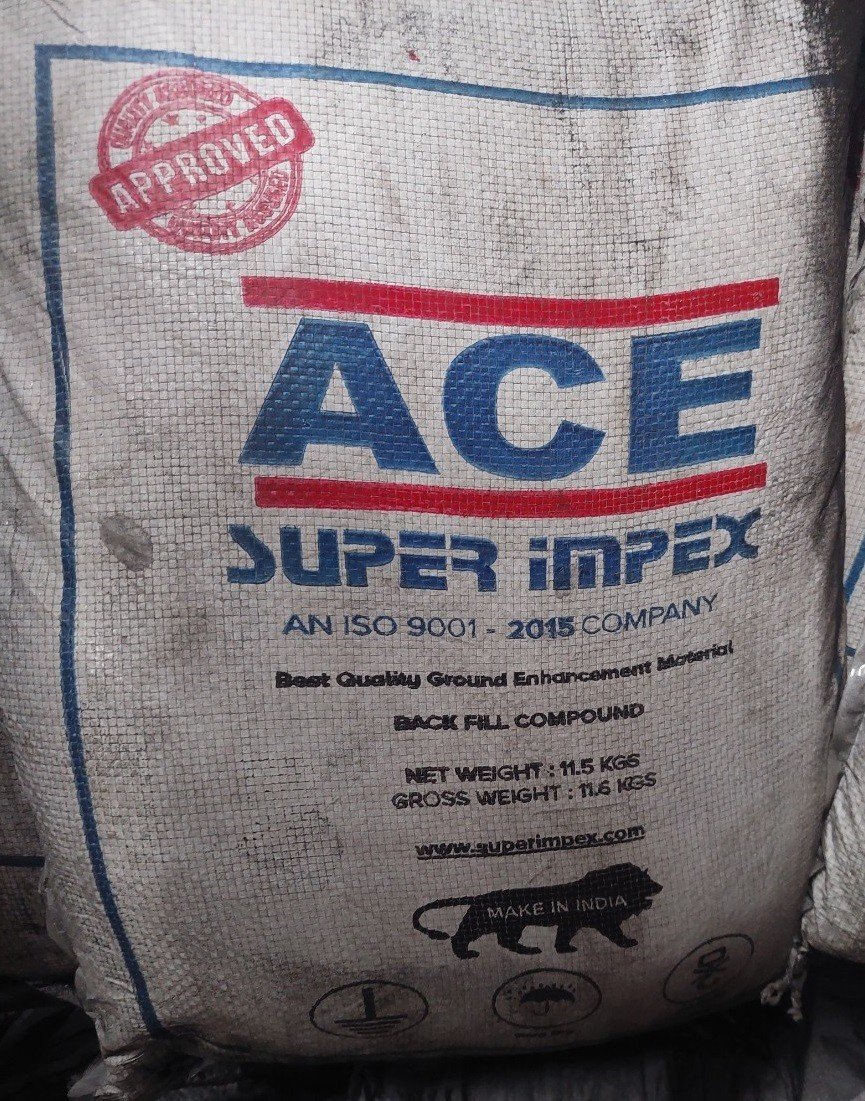 APPROVED
ACE
SUPER IMPEX
AN ISO 9001 - 2015 COMPANY
Best Quality Ground Enhancement Material
BACK FILL COMPOUND
NET WEIGHT : 11.5 KGS
GROSS WEIGHT : 11.6 KGS
www.superimpex.com
MAKE IN INDIA